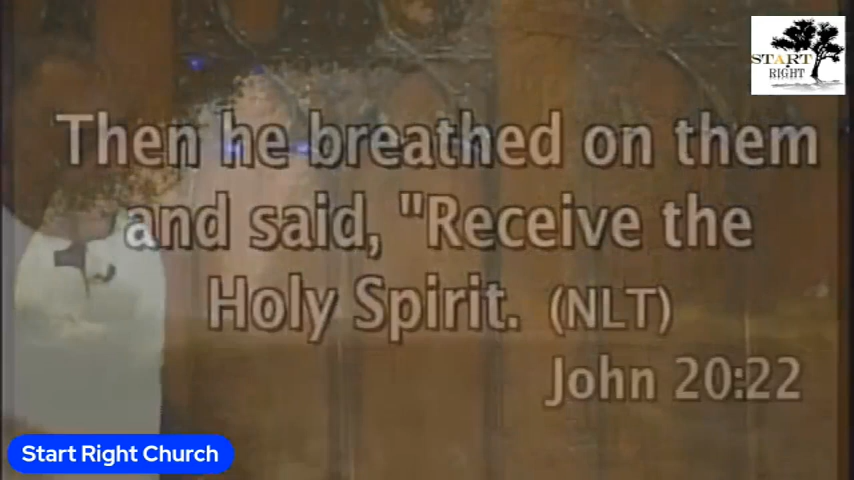 START
RIGHT
Then he breathed on them
and said, "Receive the
Holy Spirit. (NLT)
John 20:22
Start Right Church